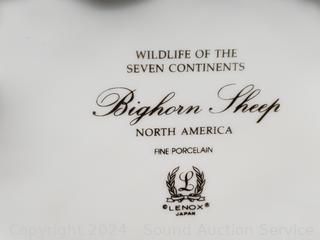 WILDLIFE OF THE
SEVEN CONTINENTS
Bighorn Sheep
NORTH AMERICA
FINE PORCELAIN
L
©LENOX®
JAPAN
Copyright 2024 Sound Auction Service